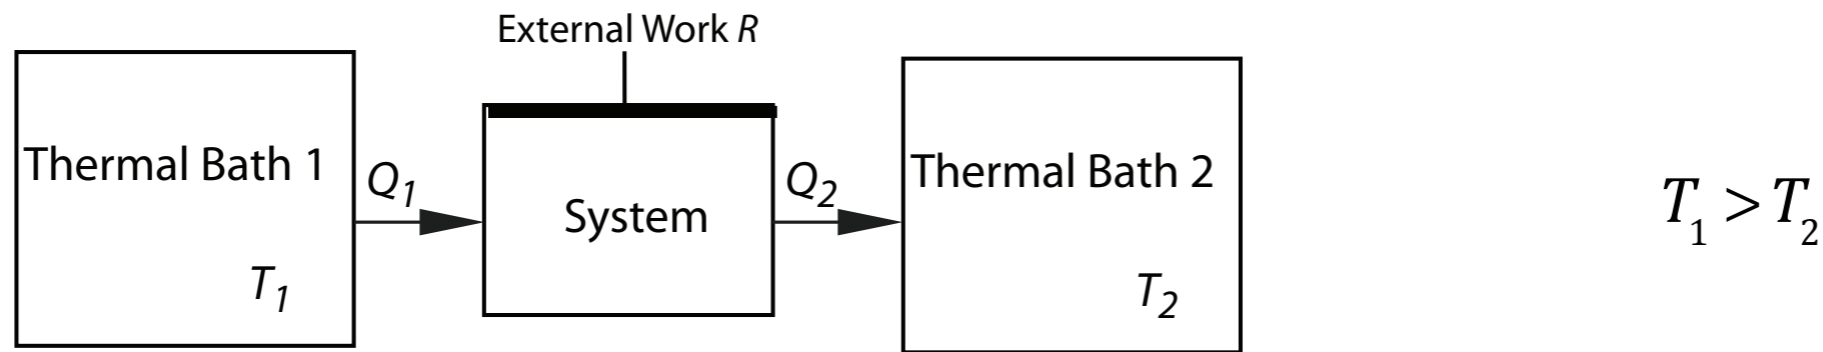 External Work R
Thermal Bath 1
Q1
System
Q2
Thermal Bath 2
T1 > T2
T1
T2